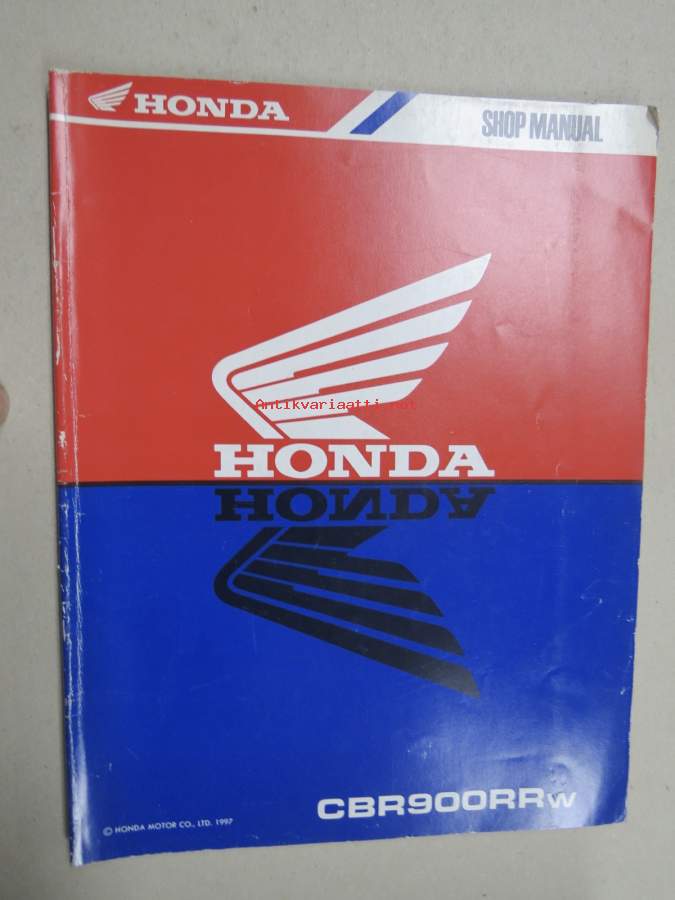 HONDA
SHOP MANUAL
Antikvariaatti.net
HONDA
HONDA
CBR900RRW
© HONDA MOTOR CO., LTD. 1997